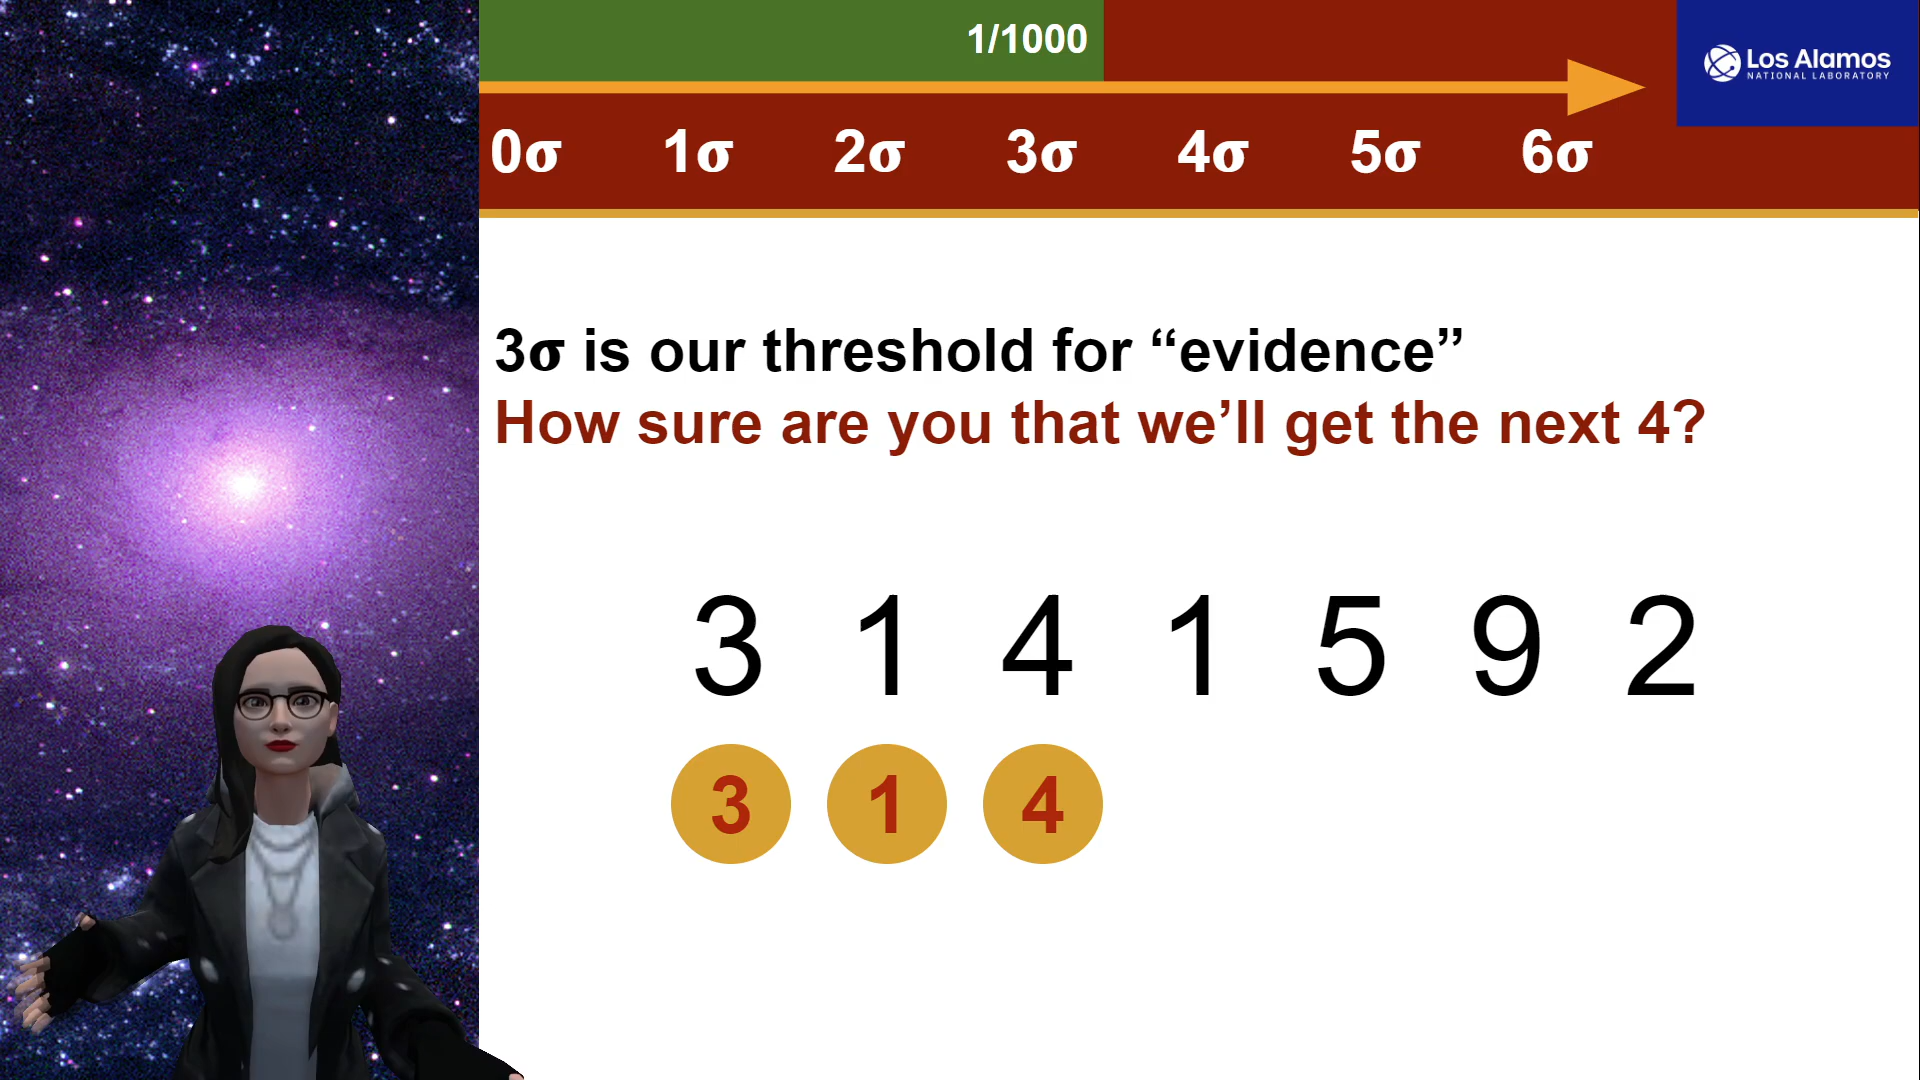 1/1000
Los Alamos
NATIONAL LABORATORY
0σ 1σ 2σ 3σ 4σ 5σ 6σ
3σ is our threshold for “evidence”
How sure are you that we’ll get the next 4?
3 1 4 1 5 9 2
3 1 4